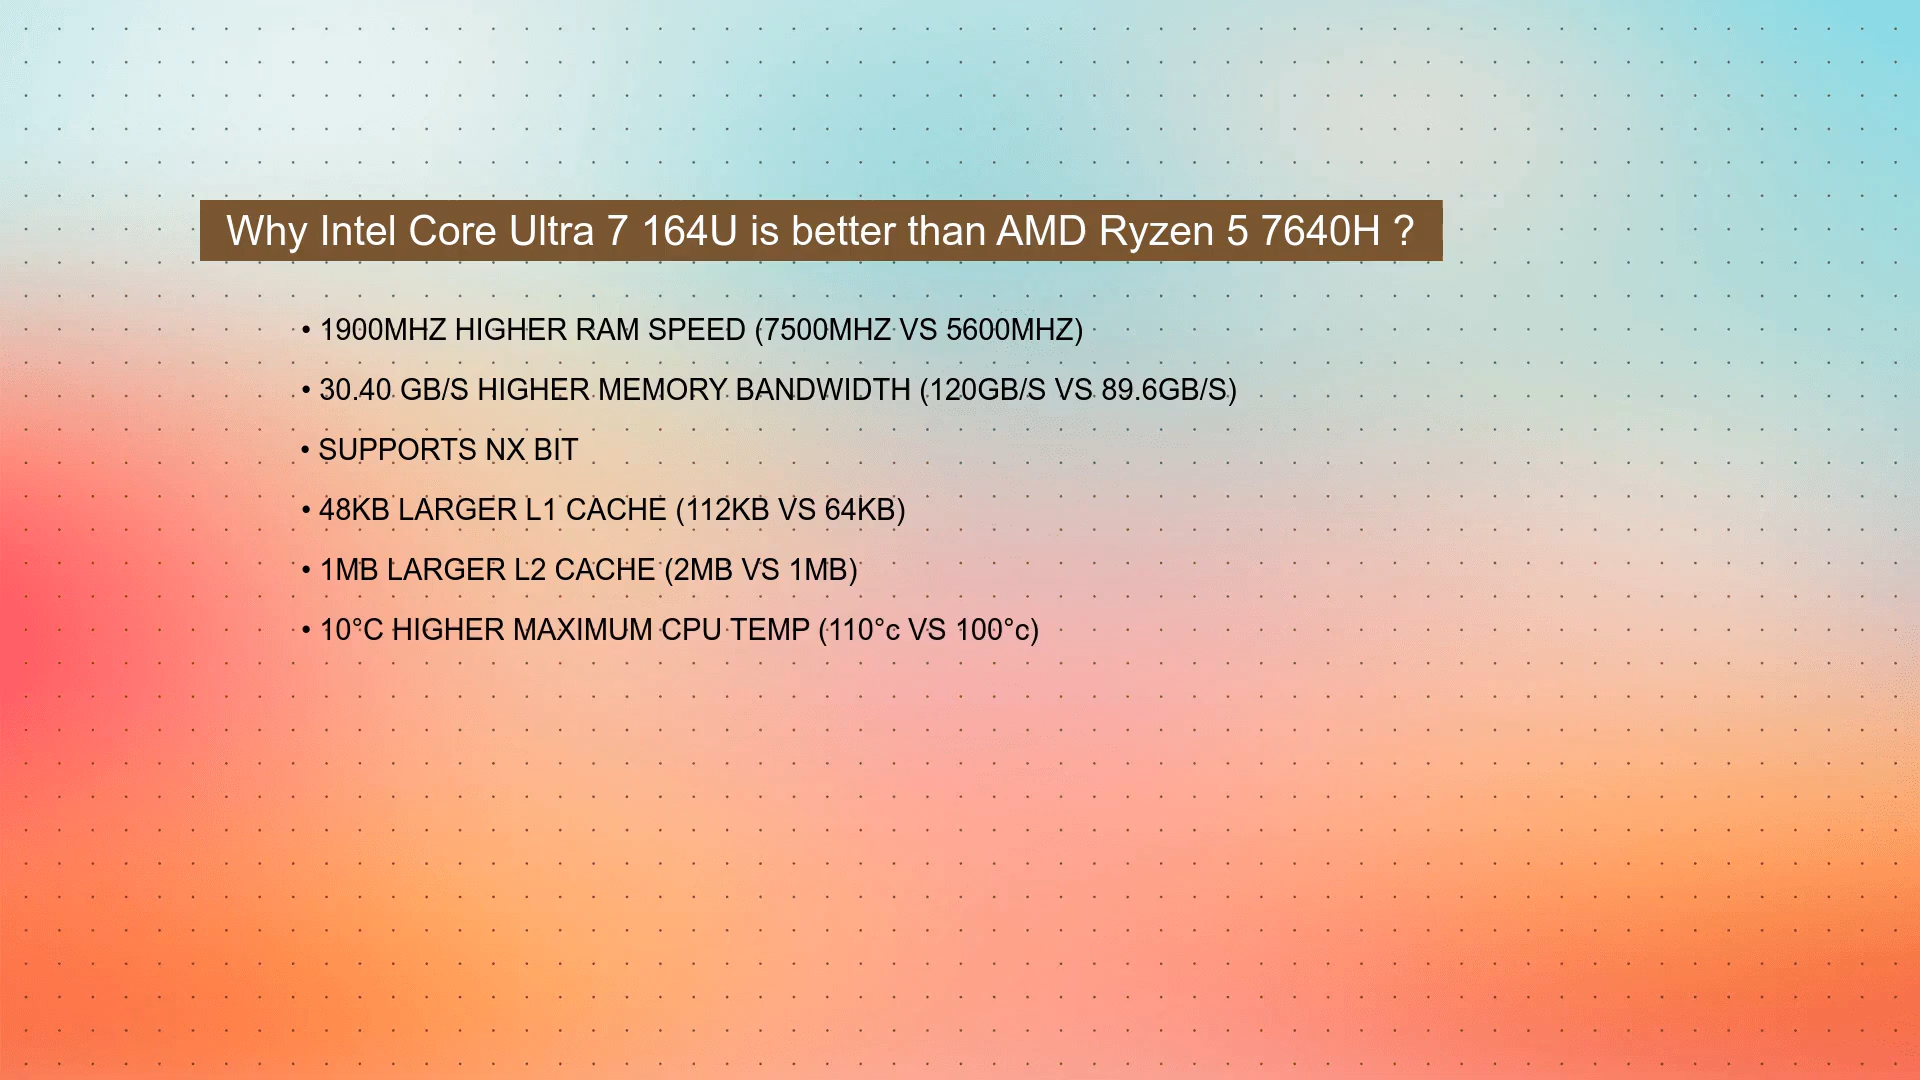 Why Intel Core Ultra 7 164U is better than AMD Ryzen 5 7640H ?
• 1900MHZ HIGHER RAM SPEED (7500MHZ VS 5600MHZ)
• 30.40 GB/S HIGHER MEMORY BANDWIDTH (120GB/S VS 89.6GB/S)
• SUPPORTS NX BIT
• 48KB LARGER L1 CACHE (112KB VS 64KB)
• 1MB LARGER L2 CACHE (2MB VS 1MB)
• 10°C HIGHER MAXIMUM CPU TEMP (110°c VS 100°c)